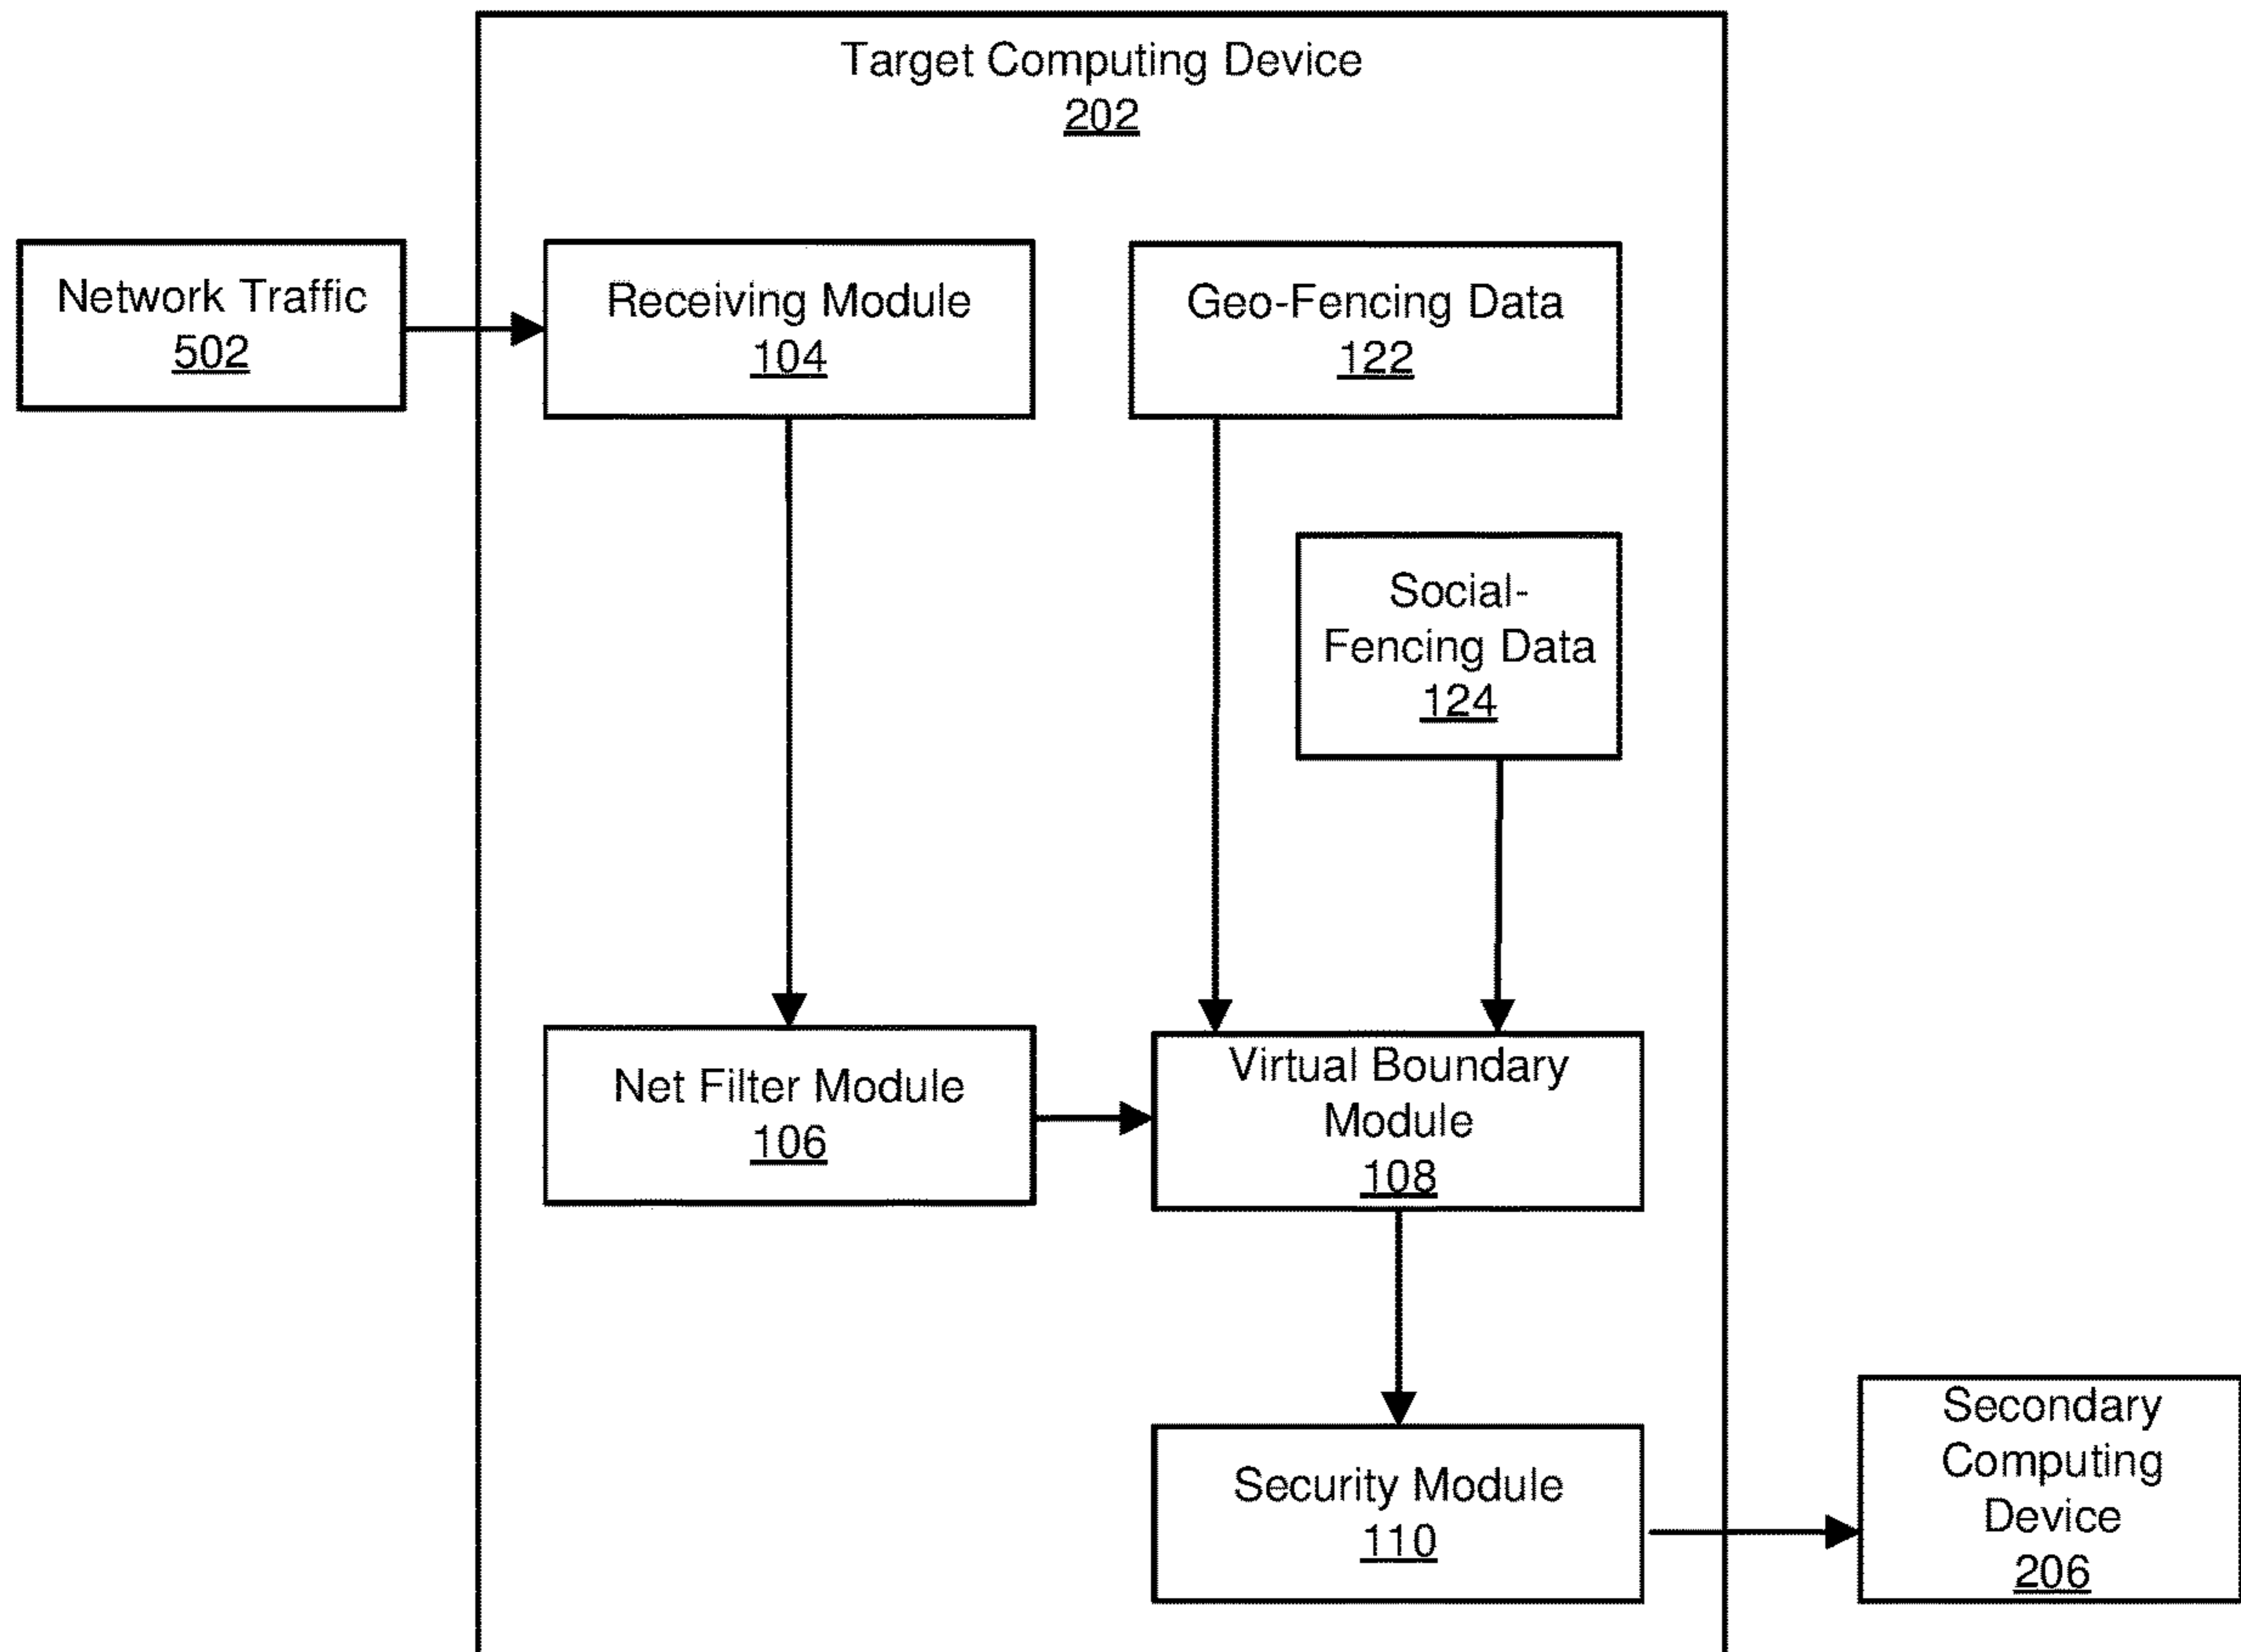 Target Computing Device
202
Network Traffic
502
Receiving Module
104
Geo-Fencing Data
122
Social-
Fencing Data
124
Net Filter Module
106
Virtual Boundary
Module
108
Security Module
110
Secondary
Computing
Device
206